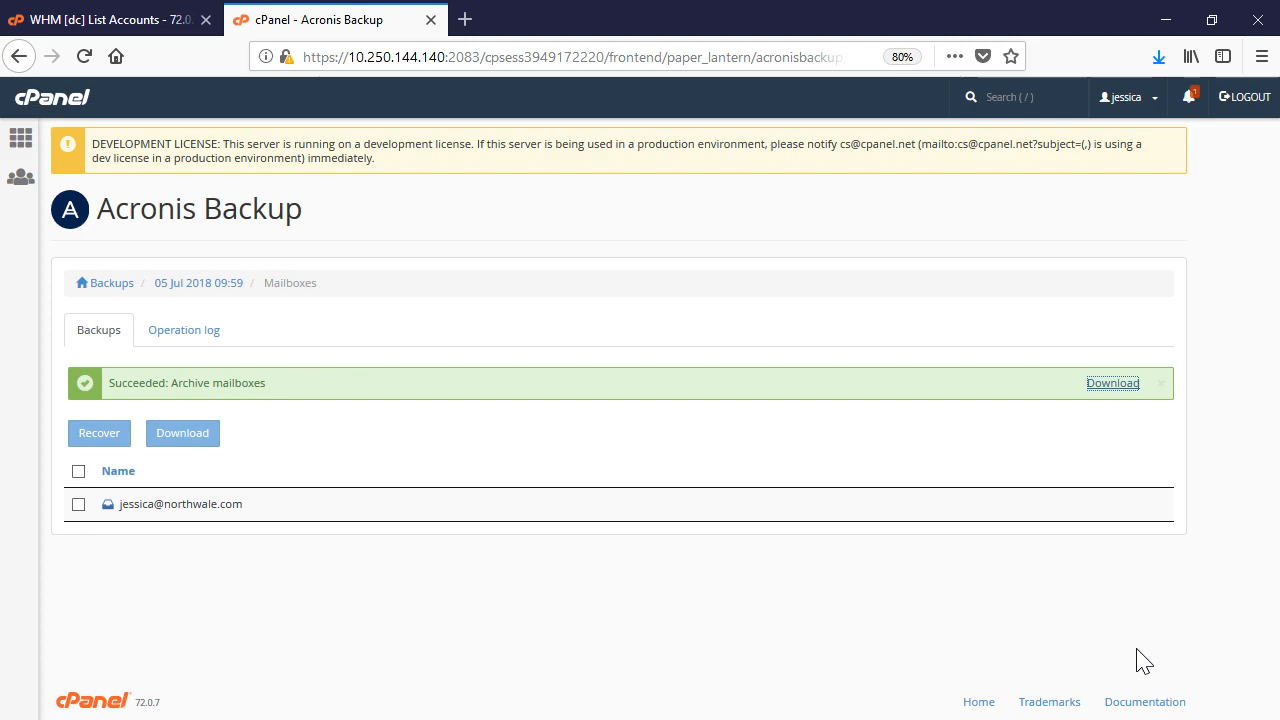 WHM [dc] List Accounts - 72.0.
cPanel - Acronis Backup
https://10.250.144.140:2083/cpsess3949172220/frontend/paper_lantern/acronisbackup/
80%
cPanel
Search ( / )
jessica
1
LOGOUT
DEVELOPMENT LICENSE: This server is running on a development license. If this server is being used in a production environment, please notify cs@cpanel.net (mailto:cs@cpanel.net?subject=(,) is using a
dev license in a production environment) immediately.
Acronis Backup
Backups / 05 Jul 2018 09:59 / Mailboxes
Backups
Operation log
Succeeded: Archive mailboxes
Download
Recover
Download
Name
jessica@northwale.com
cPanel 72.0.7
Home
Trademarks
Documentation